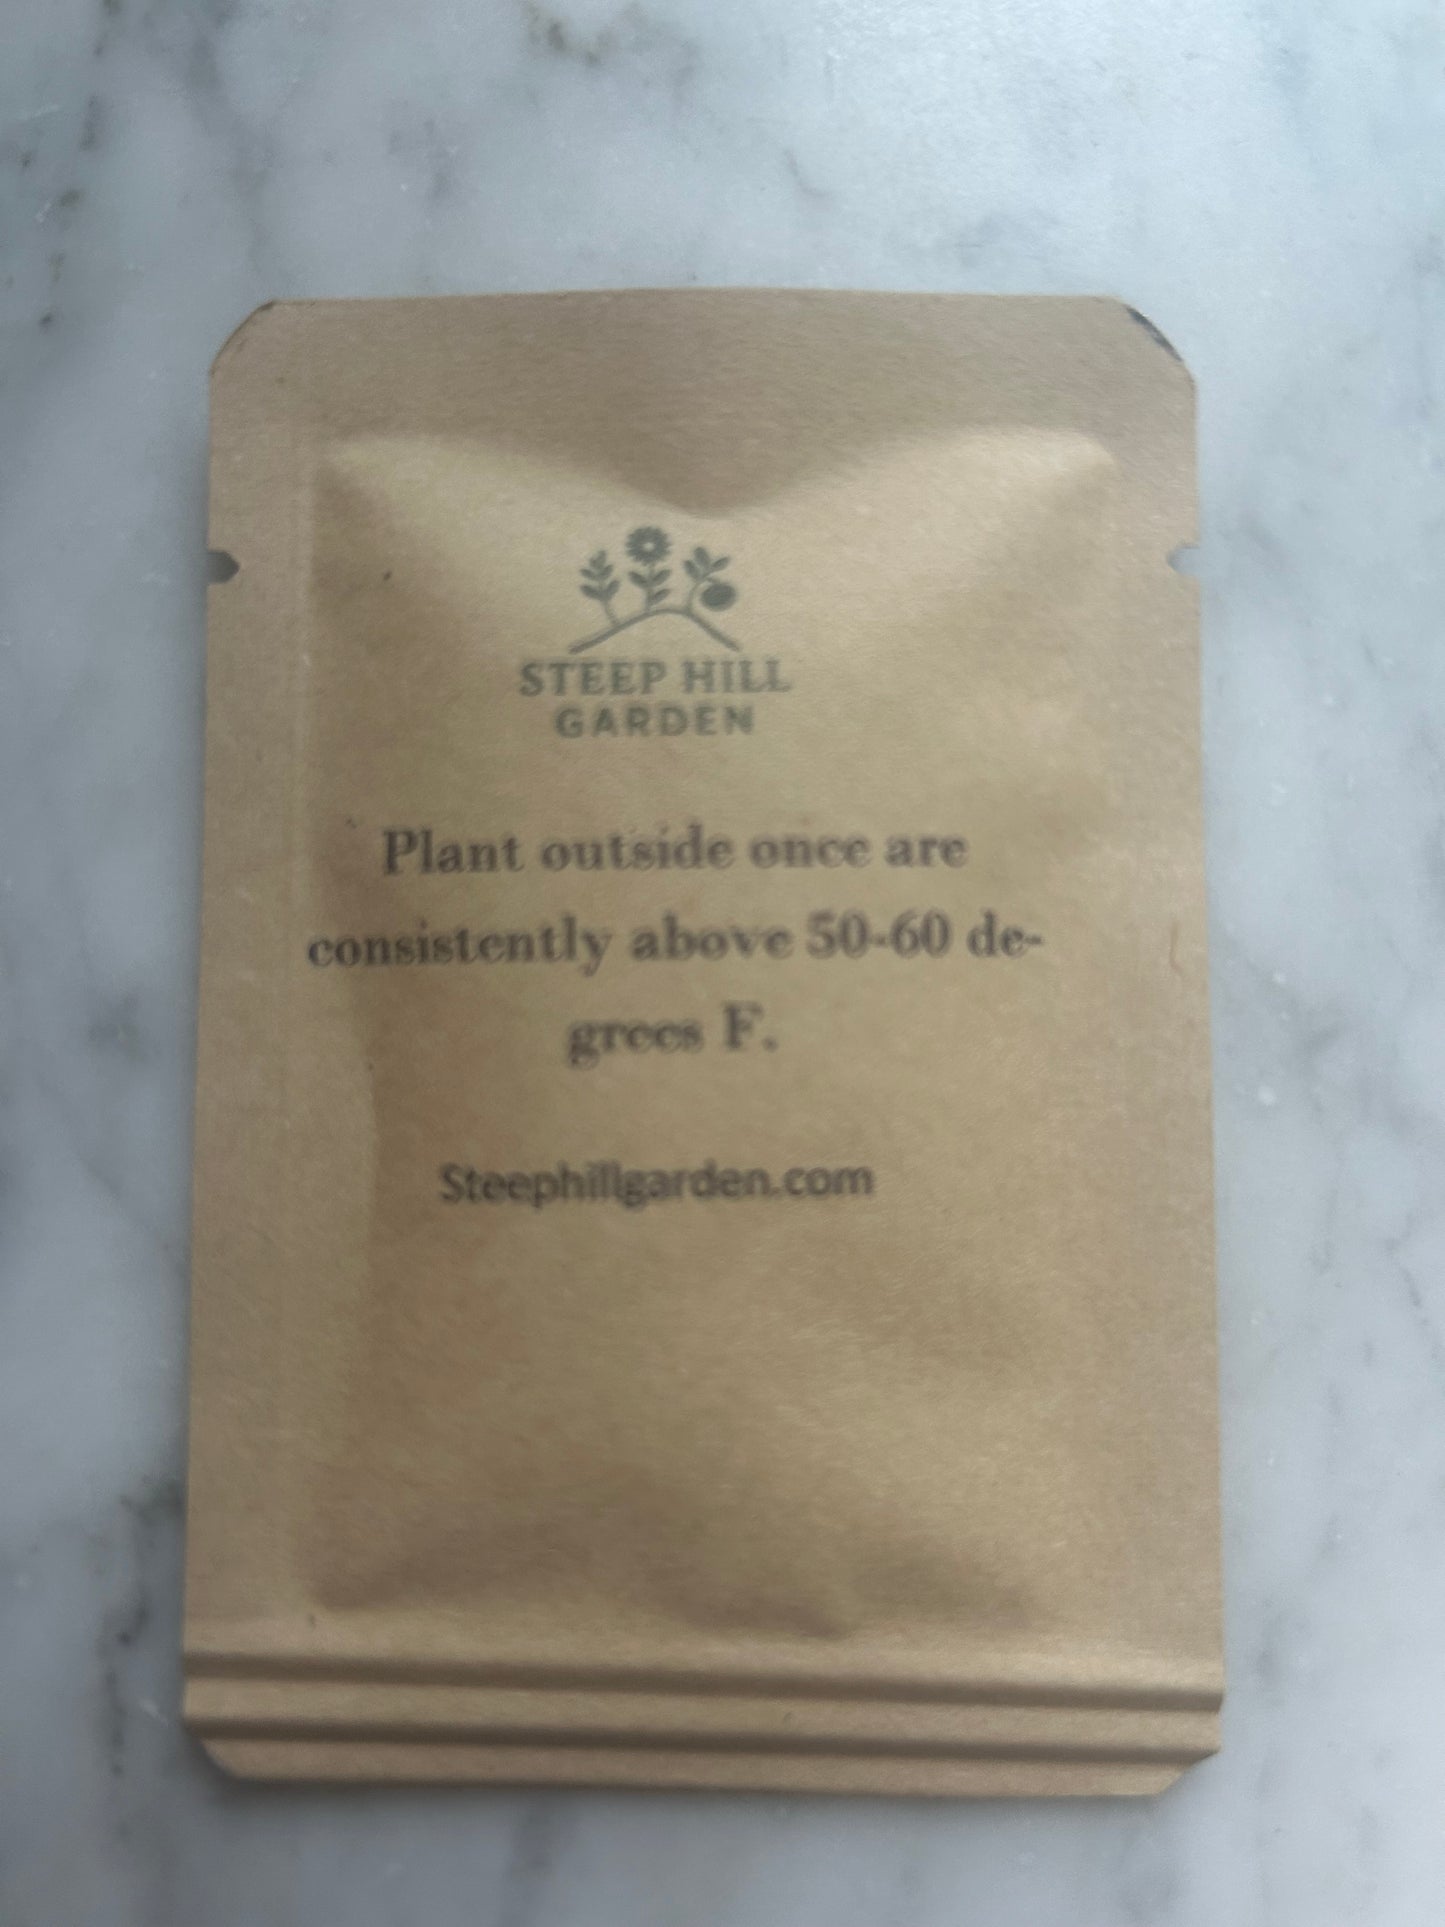 STEEP HILL
GARDEN
Plant outside once are
consistently above 50-60 de-
grees F.
Steephillgarden.com